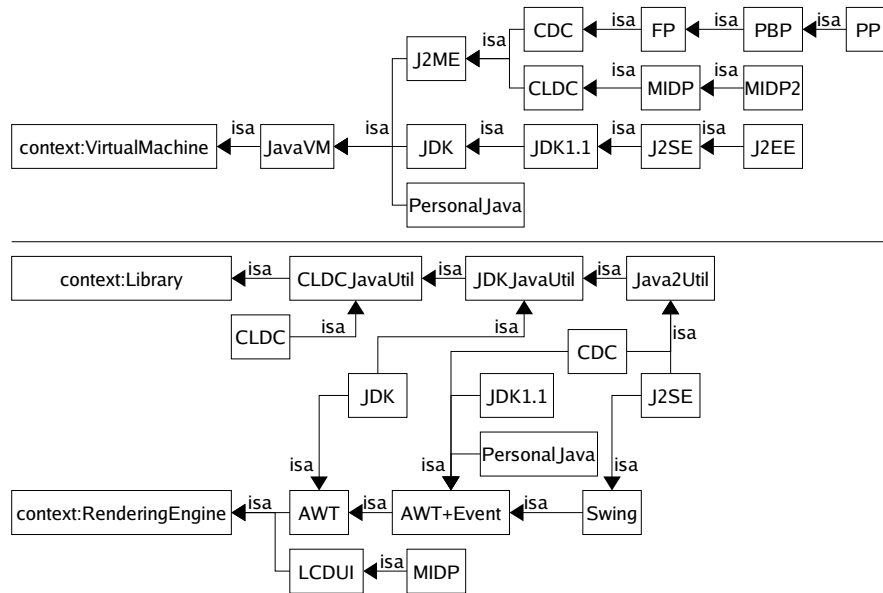 isa isa isa
CDC FP PBP PP
isa
J2ME
isa isa
CLDC MIDP MIDP2
isa isa isa isa isa
context:VirtualMachine JavaVM JDK JDK1.1 J2SE J2EE
PersonalJava
isa isa isa
context:Library CLDCJavaUtil JDKJavaUtil Java2Util
isa isa isa
CLDC CDC
JDK JDK1.1 J2SE
PersonalJava
isa isa isa
isa isa isa
context:RenderingEngine AWT AWT+Event Swing
isa
LCDUI MIDP